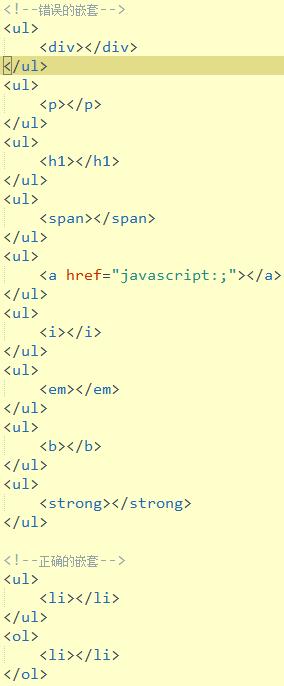 <!--错误的嵌套-->
<ul>
    <div></div>
</ul>
<ul>
    <p></p>
</ul>
<ul>
    <h1></h1>
</ul>
<ul>
    <span></span>
</ul>
<ul>
    <a href="javascript:;"></a>
</ul>
<ul>
    <i></i>
</ul>
<ul>
    <em></em>
</ul>
<ul>
    <b></b>
</ul>
<ul>
    <strong></strong>
</ul>

<!--正确的嵌套-->
<ul>
    <li></li>
</ul>
<ol>
    <li></li>
</ol>